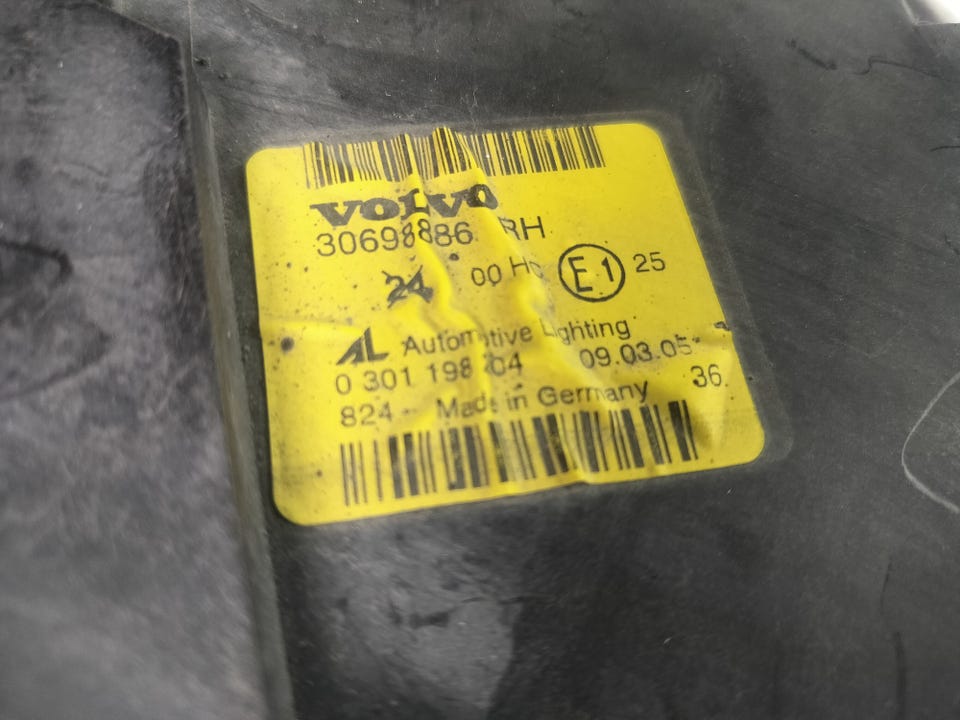 VOLVO
30698886 RH
24 00 E1 25
AL Automotive Lighting
0 301 198 204 09.03.05
824 Made in Germany 36